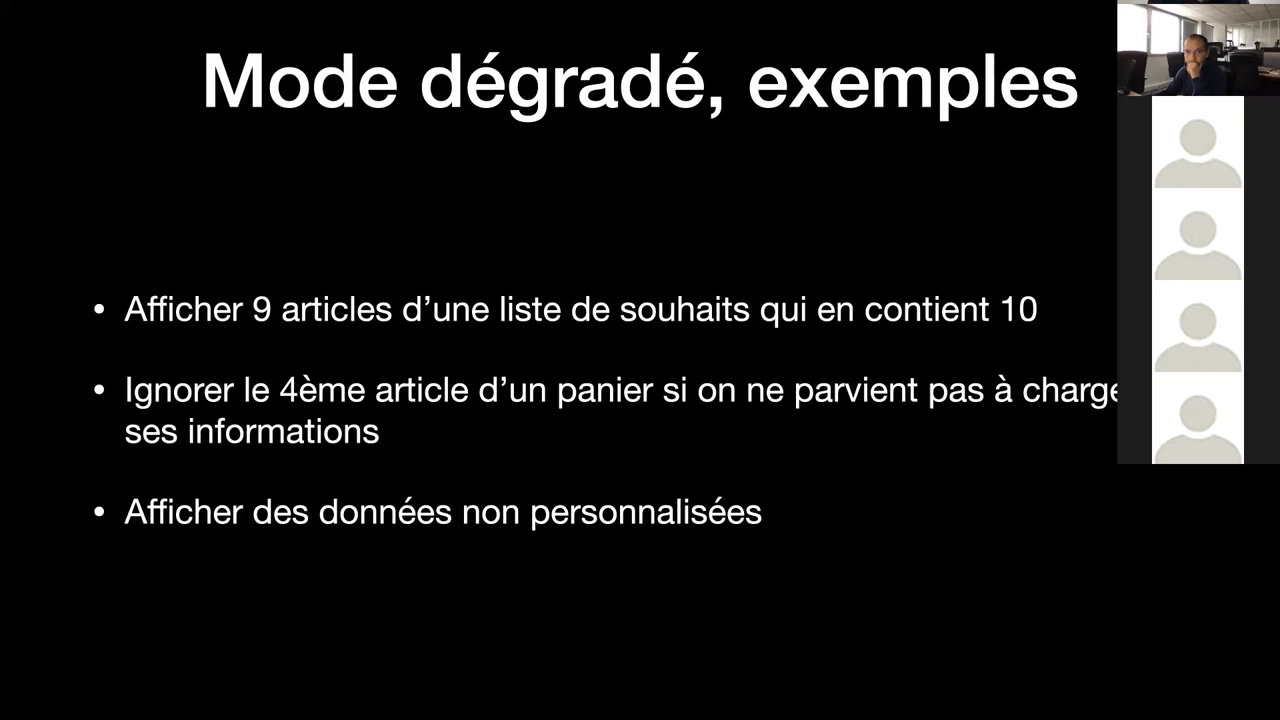 Mode dégradé, exemples
• Afficher 9 articles d’une liste de souhaits qui en contient 10
• Ignorer le 4ème article d’un panier si on ne parvient pas à charge
ses informations
• Afficher des données non personnalisées